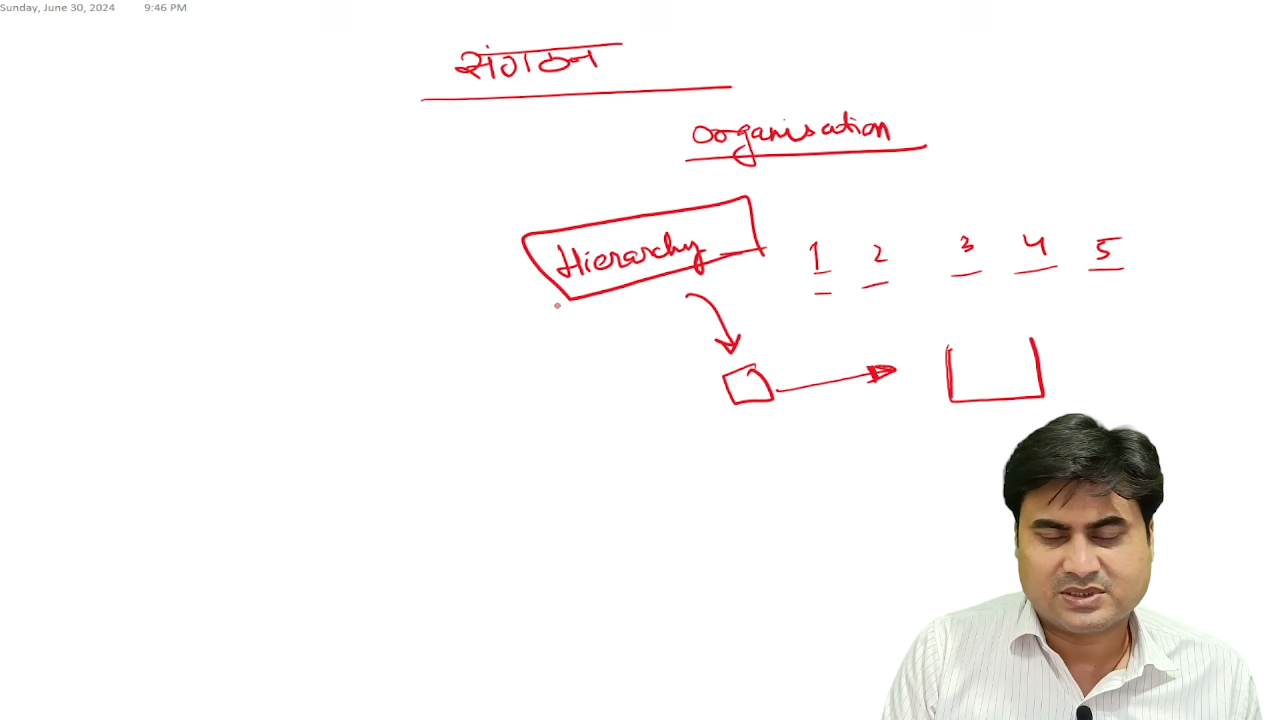 Sunday, June 30, 2024 9:46 PM
संगठन
Organisation
Hierarchy 1 2 3 4 5